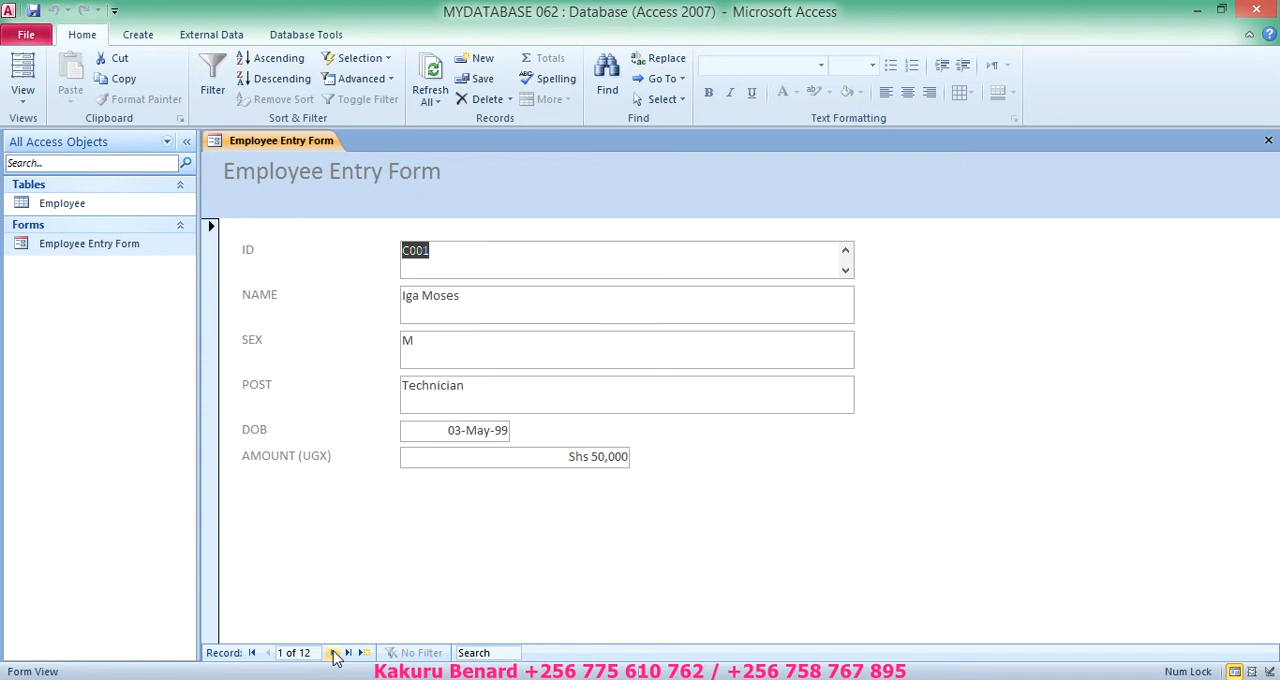 MYDATABASE 062 : Database (Access 2007) - Microsoft Access
File Home Create External Data Database Tools
View
Views
Paste
Cut
Copy
Format Painter
Clipboard
Filter
Ascending
Descending
Remove Sort
Selection
Advanced
Toggle Filter
Sort & Filter
Refresh
All
New
Save
Delete
Totals
Spelling
More
Records
Find
Replace
Go To
Select
Find
B I U A ab
Text Formatting
All Access Objects
Search...
Tables
Employee
Forms
Employee Entry Form
Employee Entry Form
Employee Entry Form
ID C001
NAME Iga Moses
SEX M
POST Technician
DOB 03-May-99
AMOUNT (UGX) Shs 50,000
Record: 1 of 12 No Filter Search
Form View
Kakuru Benard +256 775 610 762 / +256 758 767 895
Num Lock